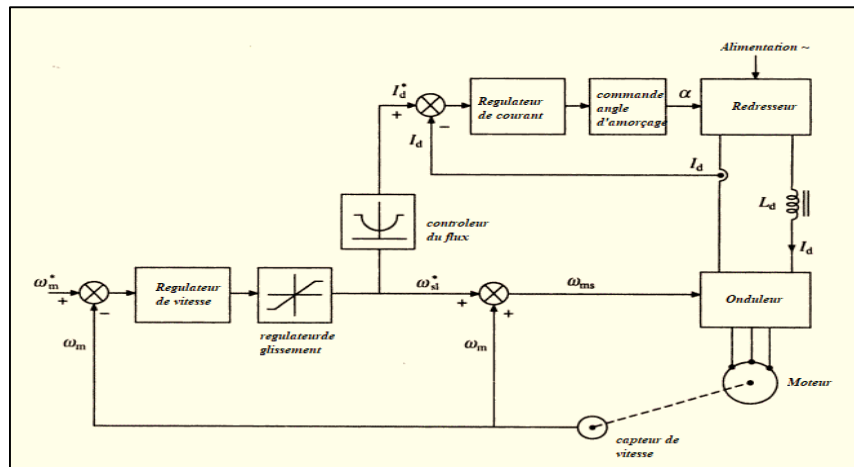 Alimentation ~
I*d
+
−
Id
Regulateur
de courant
commande
angle
d'amorçage
α
Redresseur
Id
Ld
Id
controleur
du flux
ω*m
+
−
ωm
Regulateur
de vitesse
regulateurde
glissement
ω*sl
+
+
ωm
ωms
Onduleur
Moteur
capteur de
vitesse